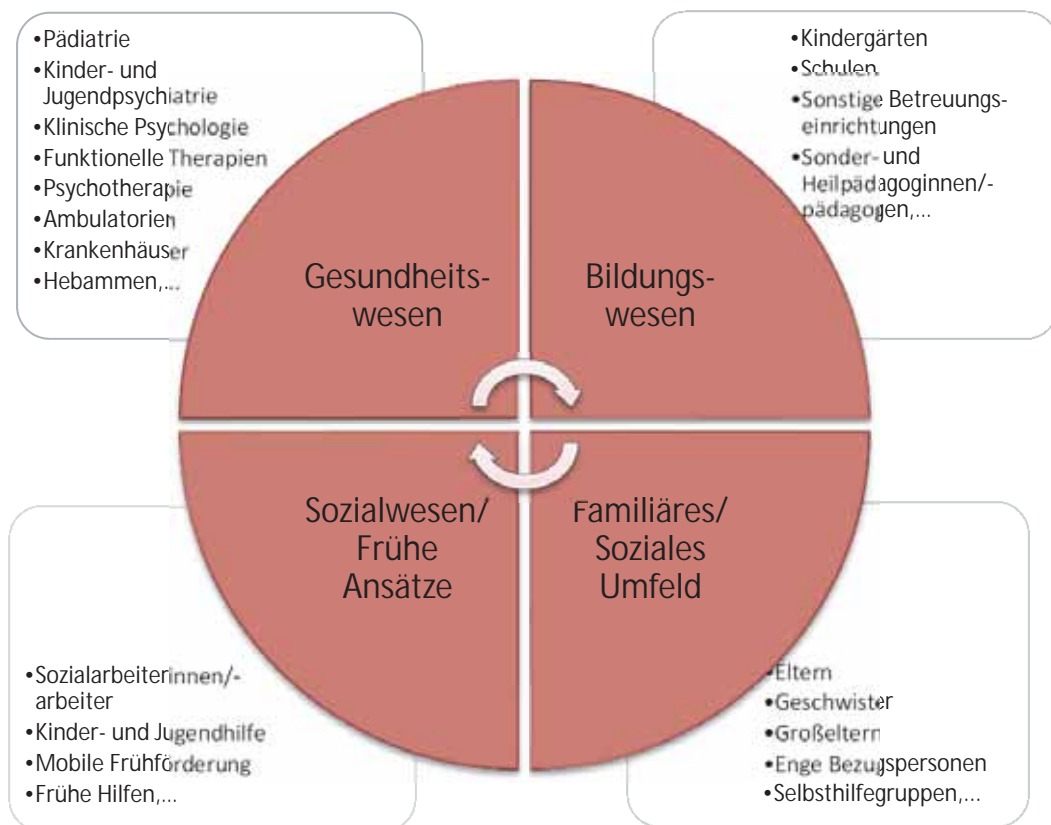 •Pädiatrie
•Kinder- und
Jugendpsychiatrie
•Klinische Psychologie
•Funktionelle Therapien
•Psychotherapie
•Ambulatorien
•Krankenhäuser
•Hebammen,...
•Kindergärten
•Schulen
•Sonstige Betreuungs-
einrichtungen
•Sonder- und
Heilpädagoginnen/-
pädagogen,...
Gesundheits-
wesen
Bildungs-
wesen
Sozialwesen/
Frühe
Ansätze
Familiäres/
Soziales
Umfeld
•Sozialarbeiterinnen/-
arbeiter
•Kinder- und Jugendhilfe
•Mobile Frühförderung
•Frühe Hilfen,...
•Eltern
•Geschwister
•Großeltern
•Enge Bezugspersonen
•Selbsthilfegruppen,...